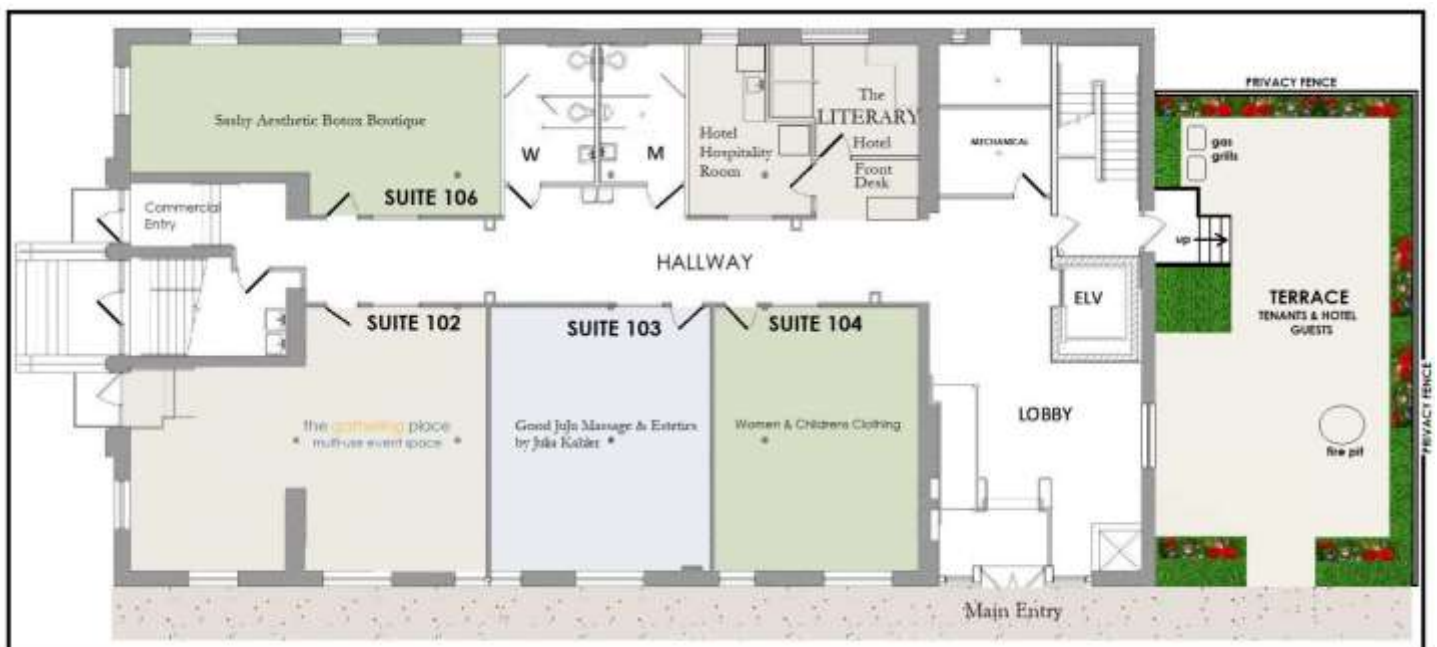 PRIVACY FENCE
Sashy Aesthetic Botox Boutique
SUITE 106
W
M
Hotel
Hospitality
Room
The
LITERARY
Hotel
Front
Desk
MECHANICAL
gas
grills
Commercial
Entry
up
HALLWAY
ELV
TERRACE
TENANTS & HOTEL
GUESTS
SUITE 102
SUITE 103
SUITE 104
the gathering place
multi-use event space
Good JuJu Massage & Estetics
by Julia Kahler
Women & Childrens Clothing
LOBBY
fire pit
PRIVACY FENCE
Main Entry